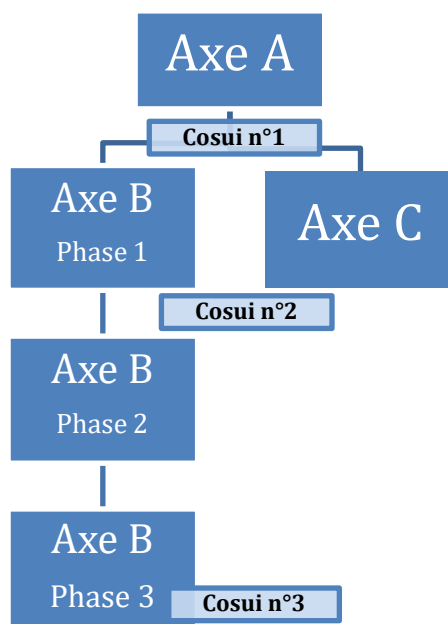 Axe A
Cosui n°1
Axe B
Phase 1
Axe C
Cosui n°2
Axe B
Phase 2
Axe B
Phase 3
Cosui n°3